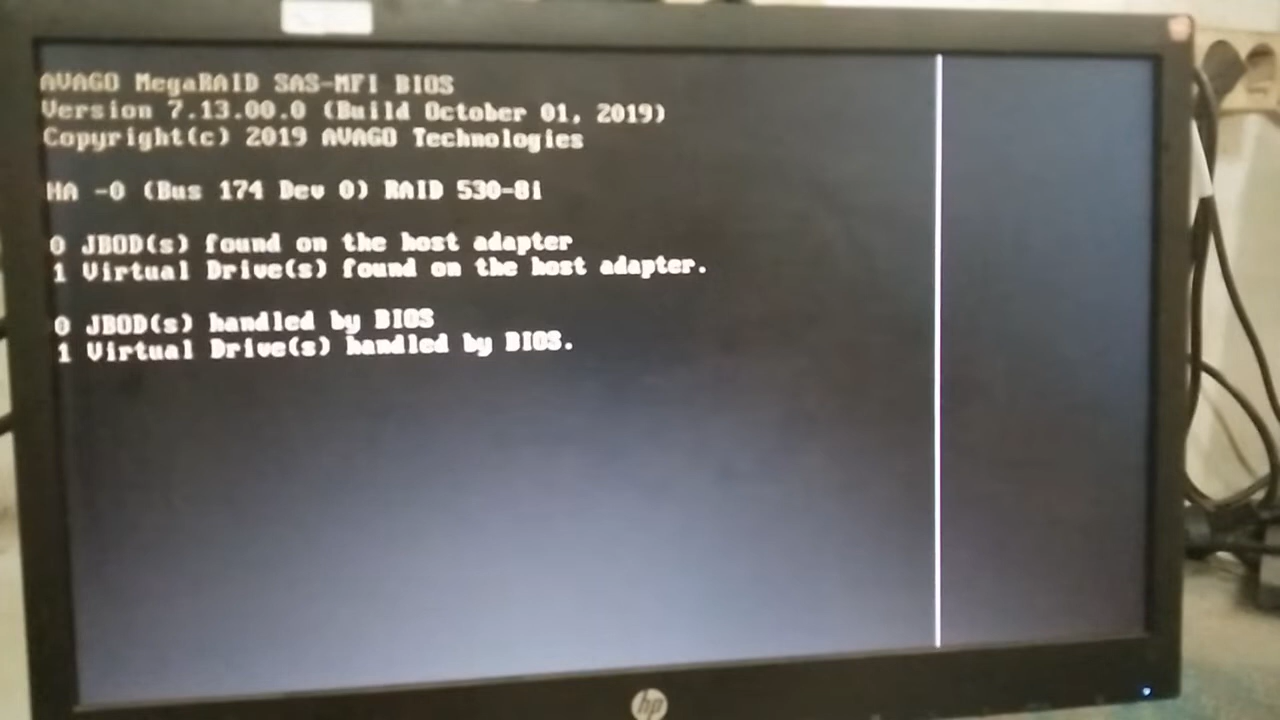 AVAGO MegaRAID SAS-MFI BIOS
Version 7.13.00.0 (Build October 01, 2019)
Copyright(c) 2019 AVAGO Technologies
HA -0 (Bus 174 Dev 0) RAID 530-8i
0 JBOD(s) found on the host adapter
1 Virtual Drive(s) found on the host adapter.
0 JBOD(s) handled by BIOS
1 Virtual Drive(s) handled by BIOS.
hp